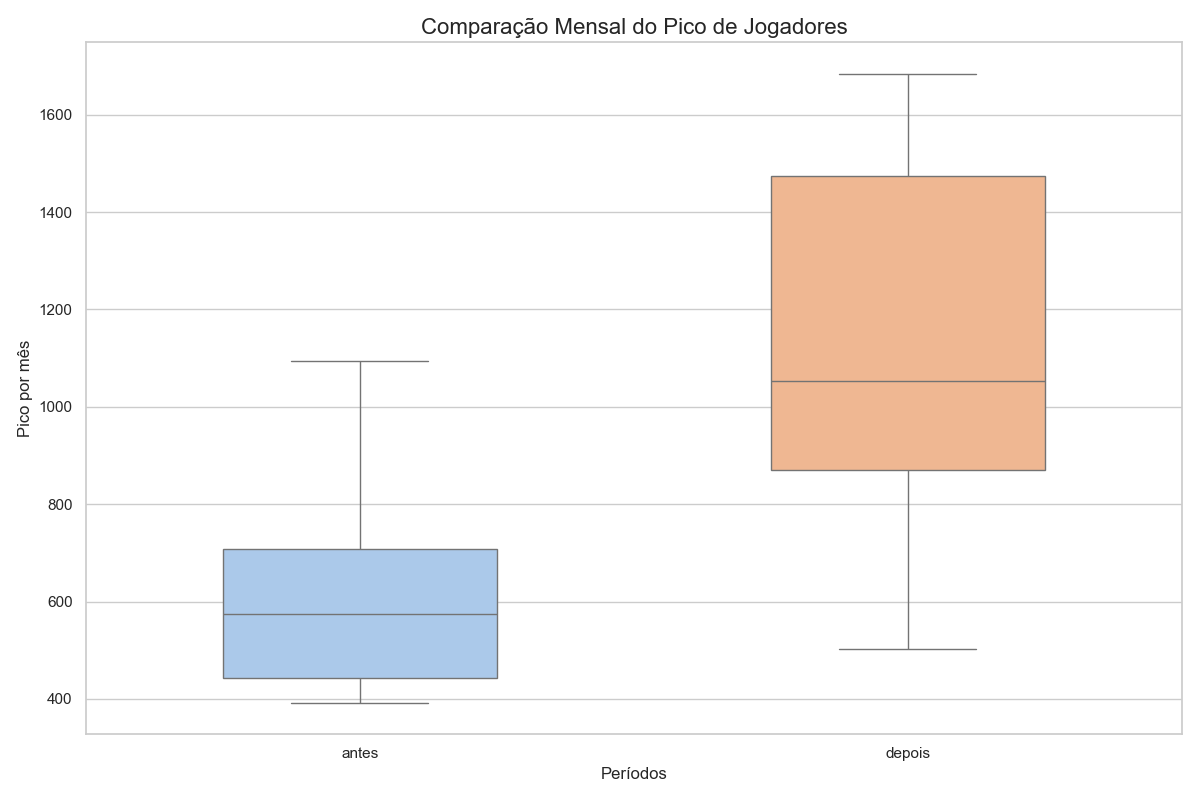 Comparação Mensal do Pico de Jogadores
1600
1400
1200
1000
800
600
400
Pico por mês
antes
depois
Períodos